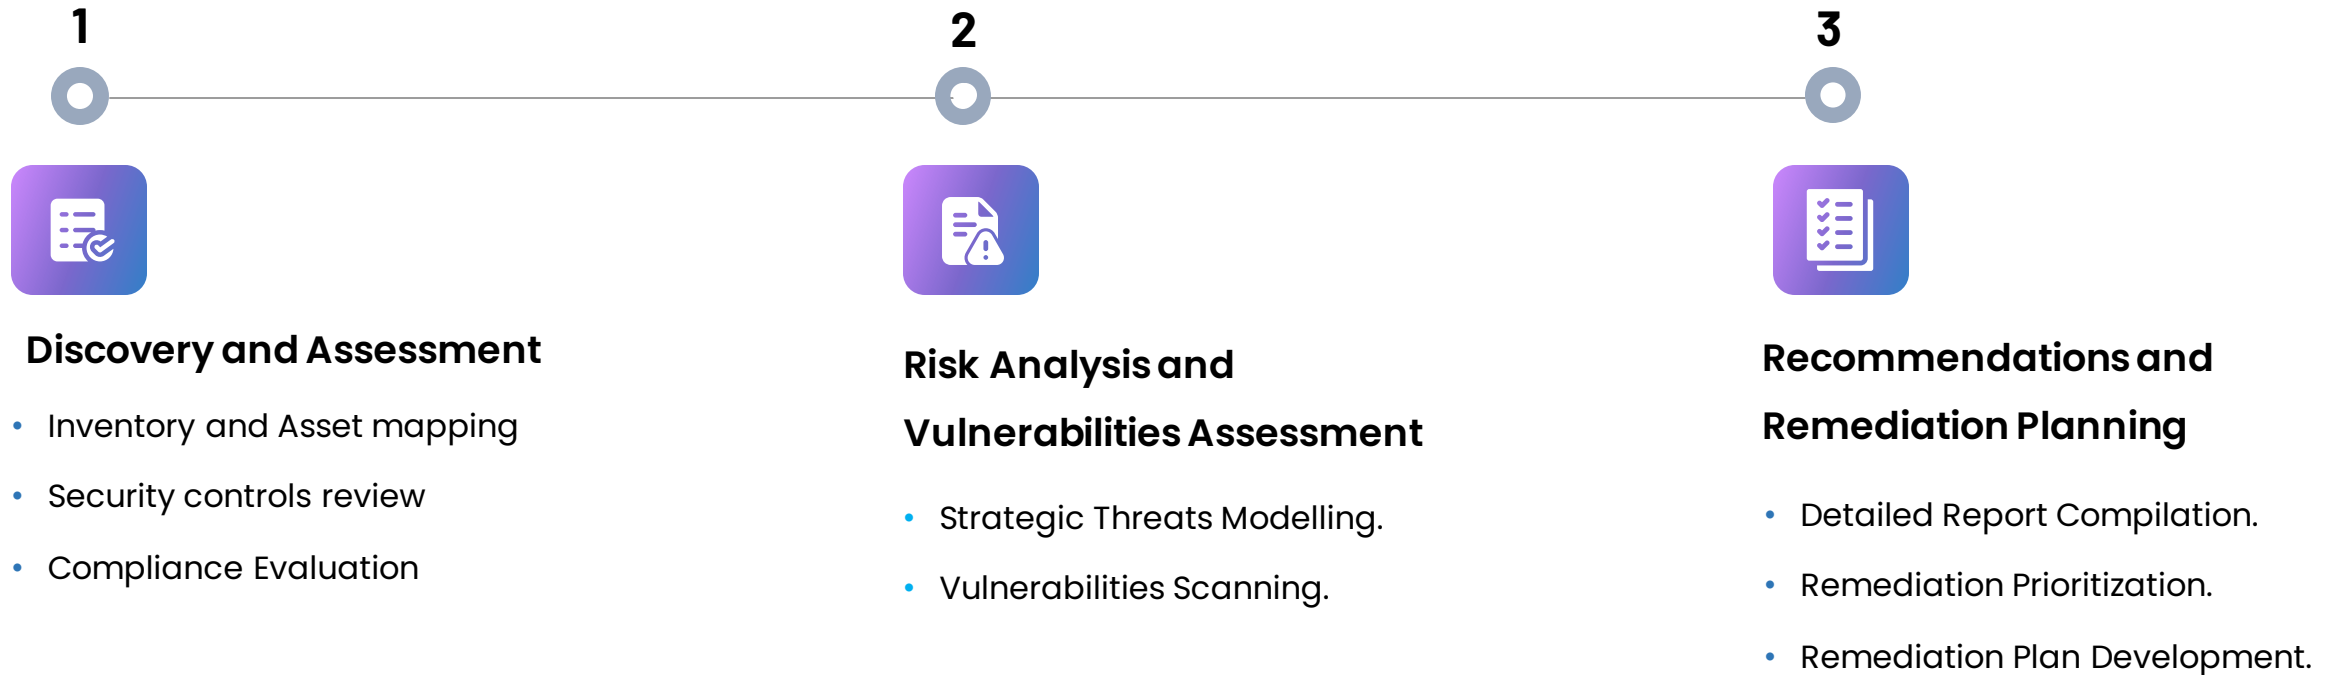 1
2
3
Discovery and Assessment
• Inventory and Asset mapping
• Security controls review
• Compliance Evaluation
Risk Analysis and
Vulnerabilities Assessment
• Strategic Threats Modelling.
• Vulnerabilities Scanning.
Recommendations and
Remediation Planning
• Detailed Report Compilation.
• Remediation Prioritization.
• Remediation Plan Development.